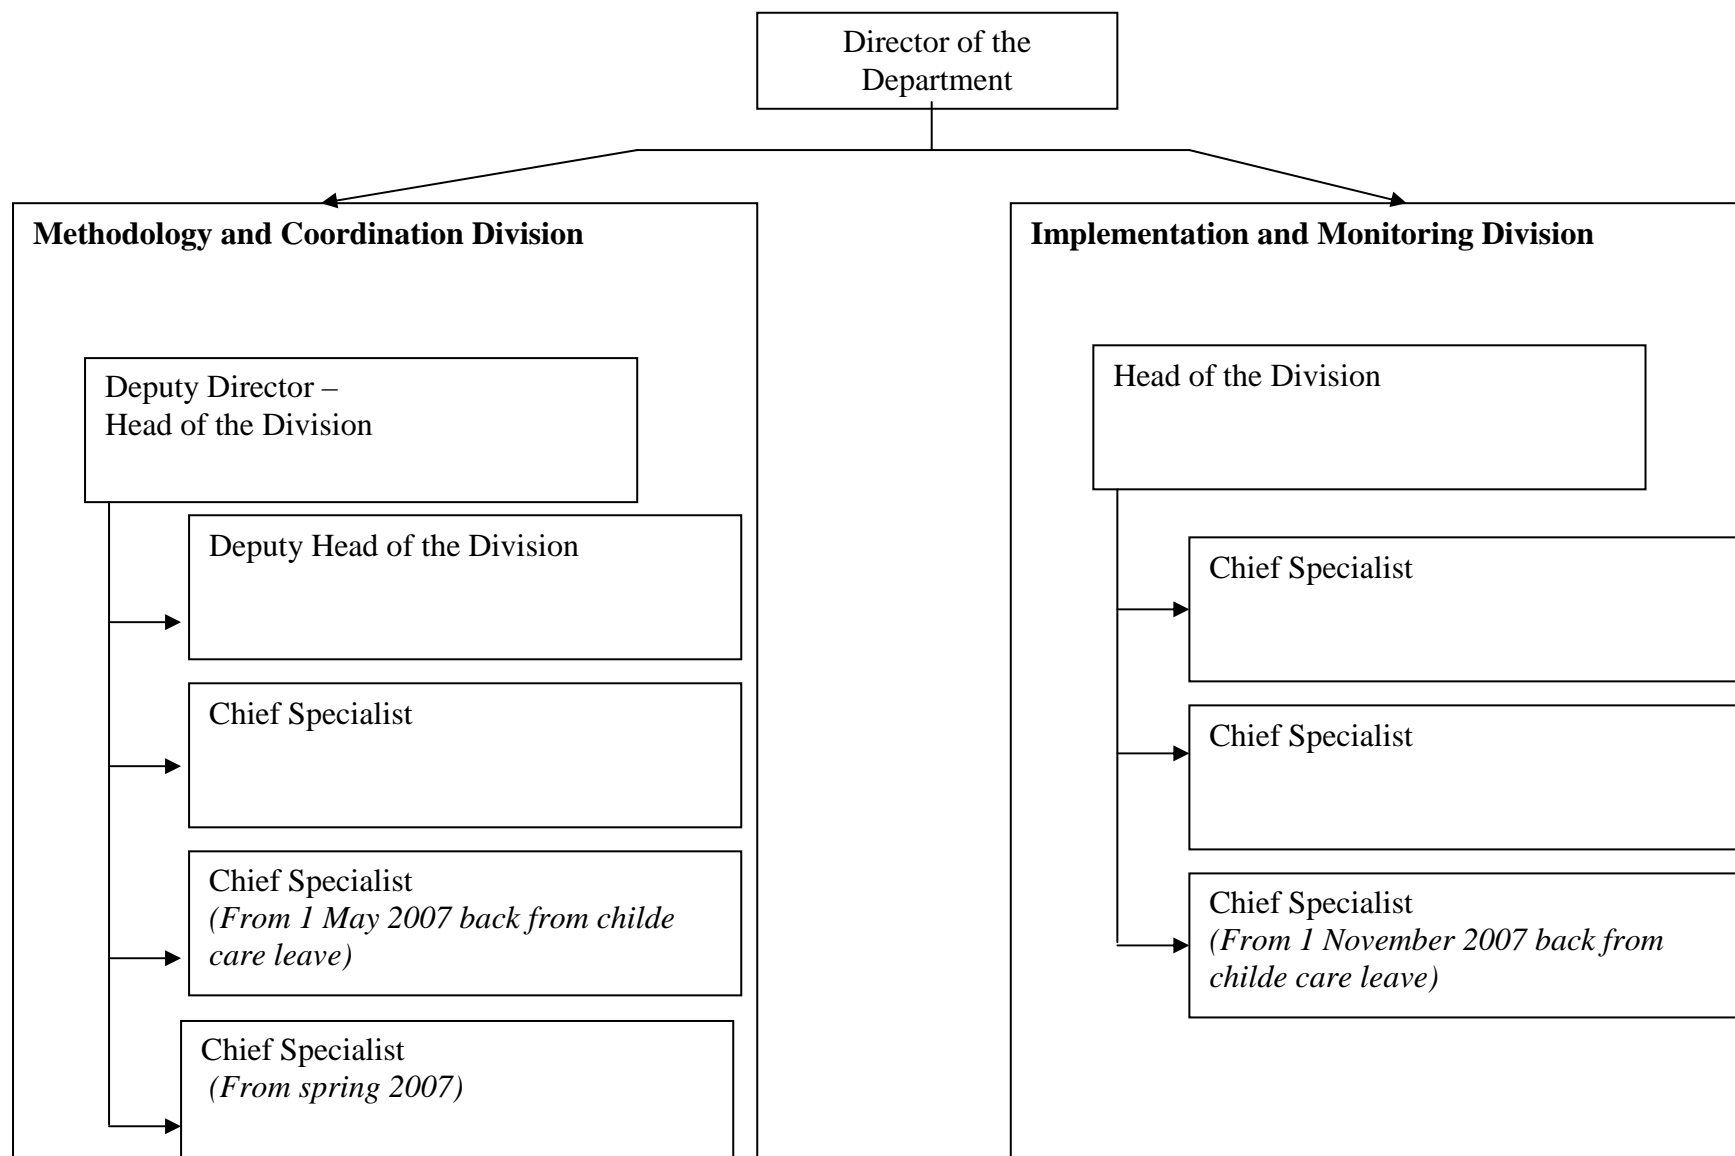 Director of the
Department
Methodology and Coordination Division
Deputy Director –
Head of the Division
Deputy Head of the Division
Chief Specialist
Chief Specialist
(From 1 May 2007 back from childe
care leave)
Chief Specialist
(From spring 2007)
Implementation and Monitoring Division
Head of the Division
Chief Specialist
Chief Specialist
Chief Specialist
(From 1 November 2007 back from
childe care leave)